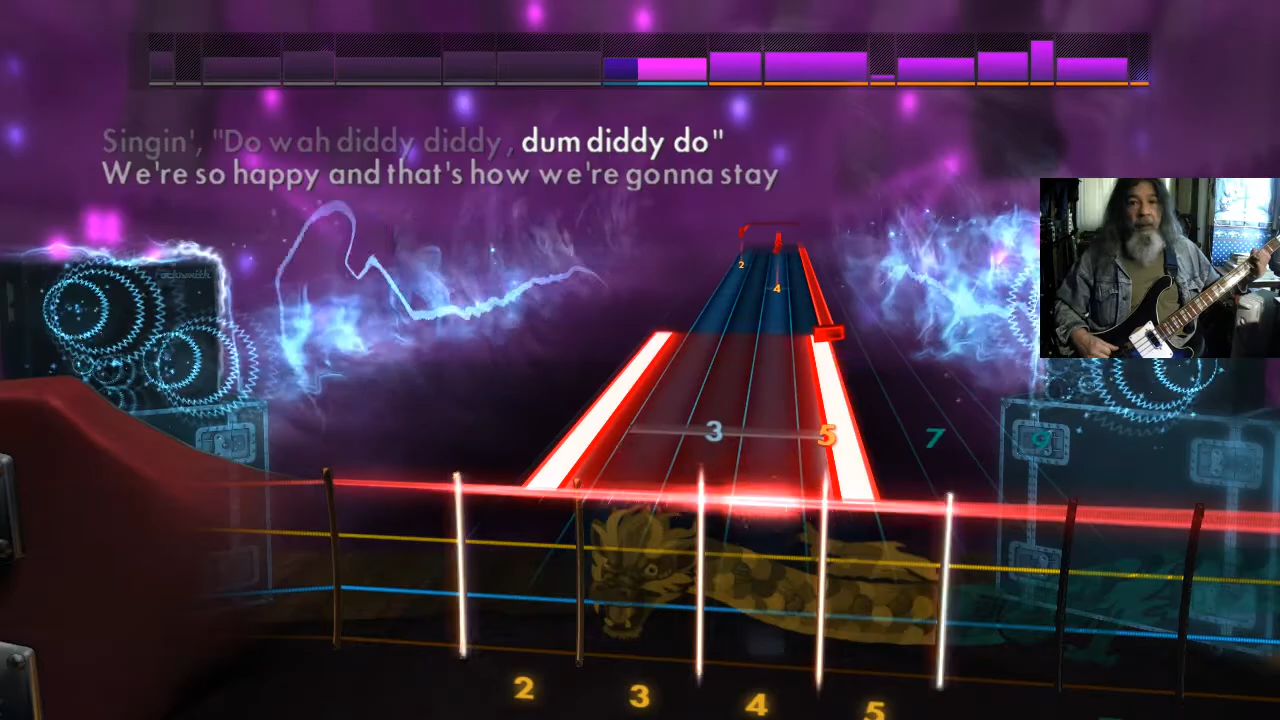 Singin', "Do wah diddy diddy, dum diddy do"
We're so happy and that's how we're gonna stay
Rocksmith
2
4
3 5 7 9
2 3 4 5